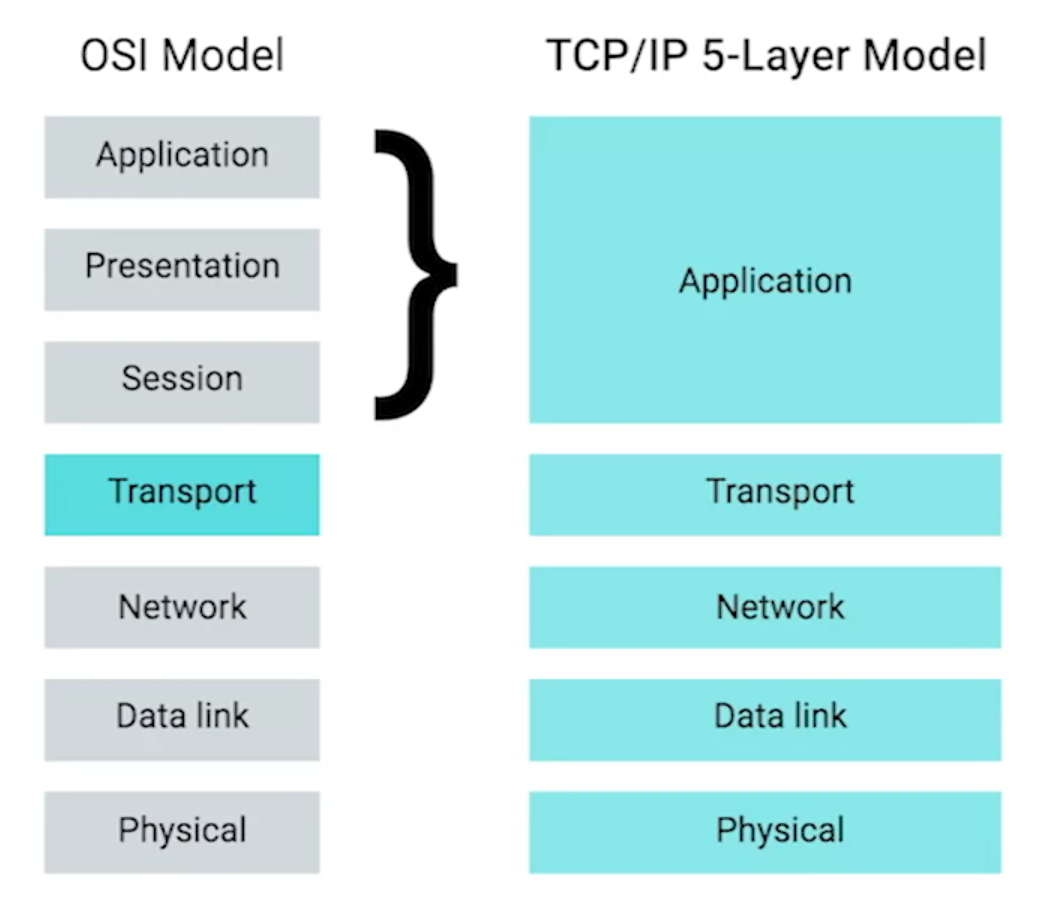 OSI Model
Application
Presentation
Session
Transport
Network
Data link
Physical
TCP/IP 5-Layer Model
Application
Transport
Network
Data link
Physical